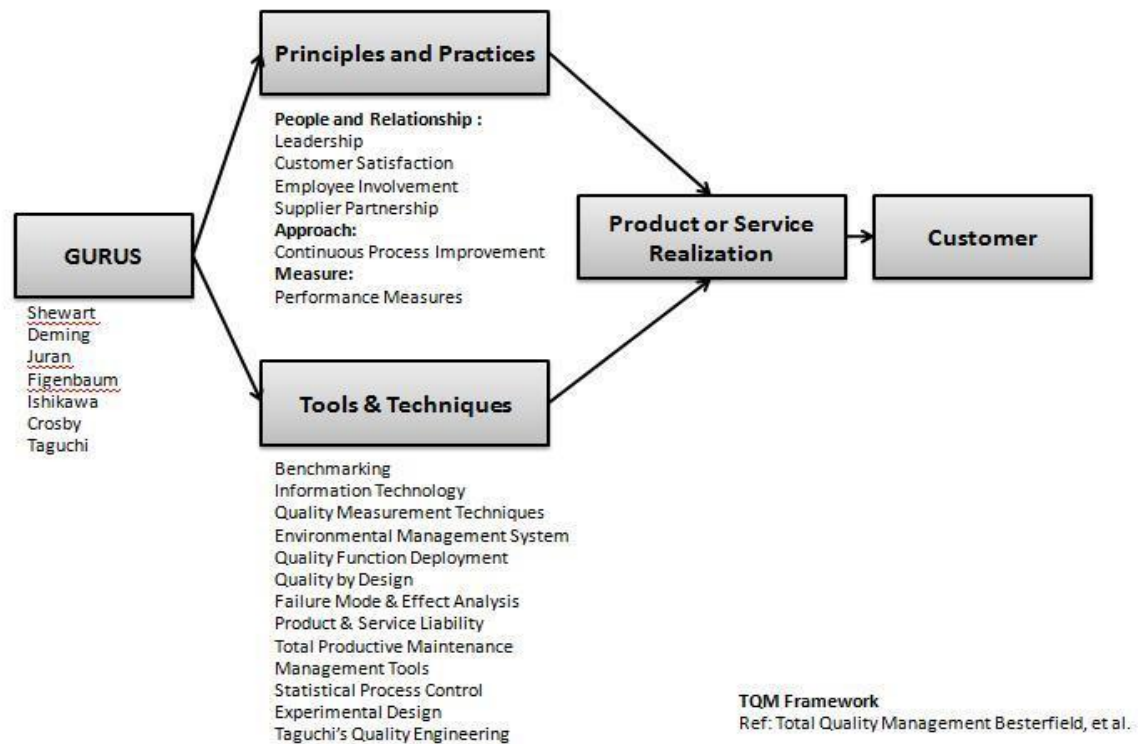 GURUS
Shewart
Deming
Juran
Figenbaum
Ishikawa
Crosby
Taguchi
Principles and Practices
People and Relationship :
Leadership
Customer Satisfaction
Employee Involvement
Supplier Partnership
Approach:
Continuous Process Improvement
Measure:
Performance Measures
Tools & Techniques
Benchmarking
Information Technology
Quality Measurement Techniques
Environmental Management System
Quality Function Deployment
Quality by Design
Failure Mode & Effect Analysis
Product & Service Liability
Total Productive Maintenance
Management Tools
Statistical Process Control
Experimental Design
Taguchi's Quality Engineering
Product or Service
Realization
Customer
TQM Framework
Ref: Total Quality Management Besterfield, et al.